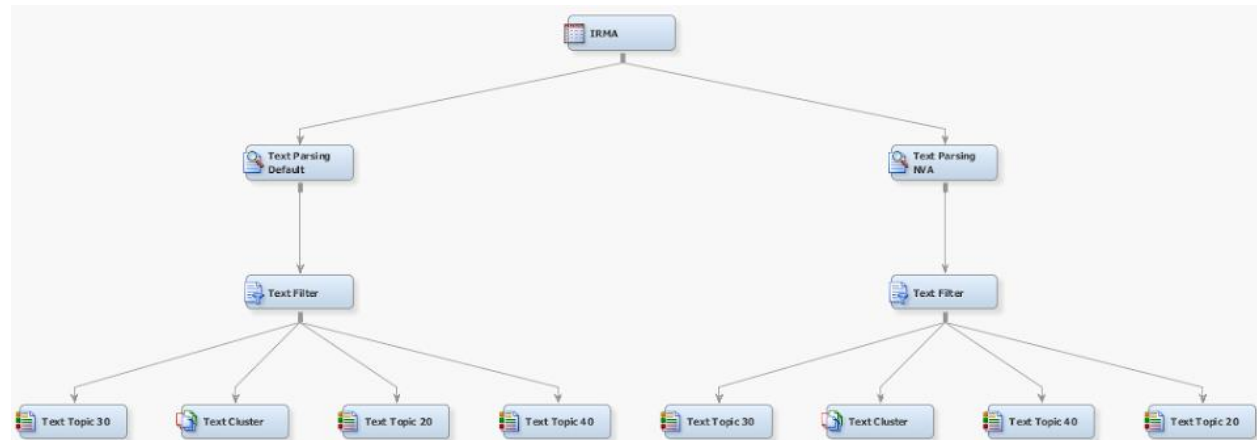 IRMA
Text Parsing
Default
Text Parsing
NVA
Text Filter
Text Filter
Text Topic 30
Text Cluster
Text Topic 20
Text Topic 40
Text Topic 30
Text Cluster
Text Topic 40
Text Topic 20